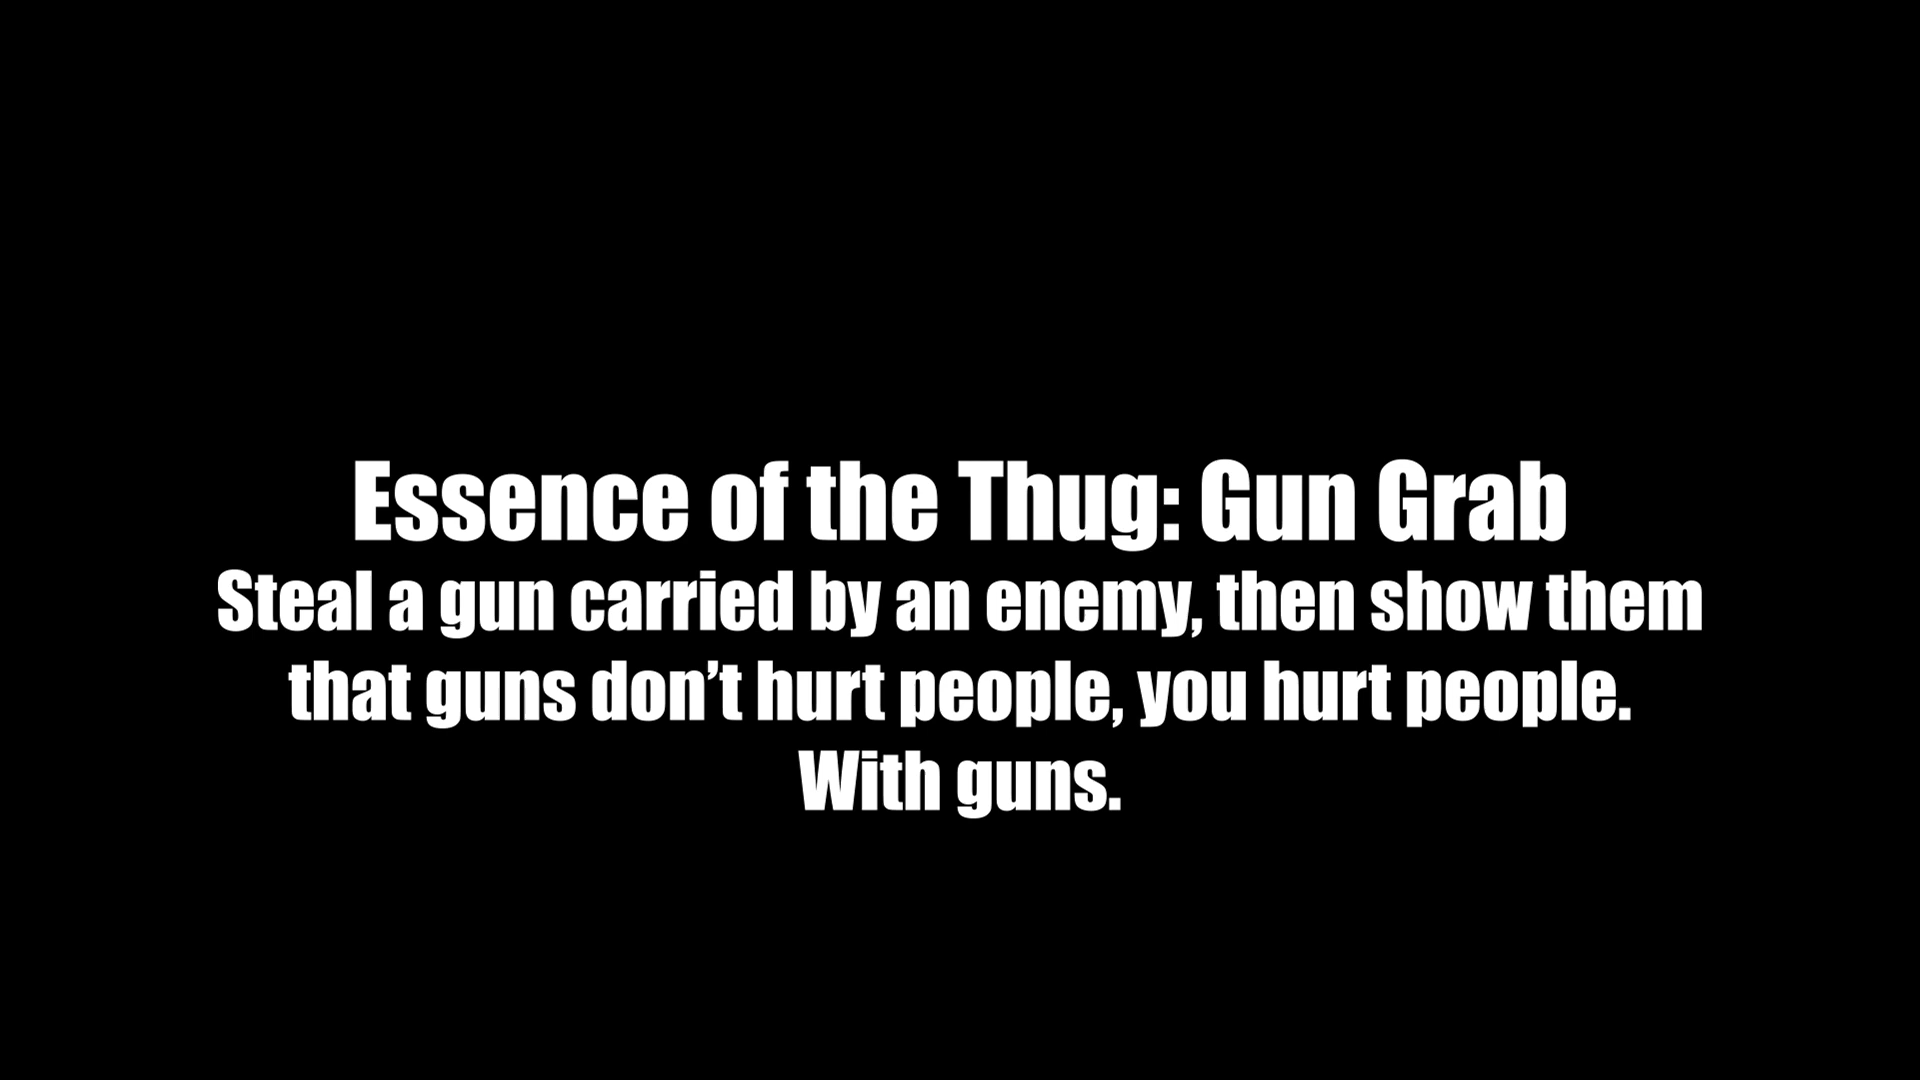 Essence of the Thug: Gun Grab
Steal a gun carried by an enemy, then show them
that guns don’t hurt people, you hurt people.
With guns.